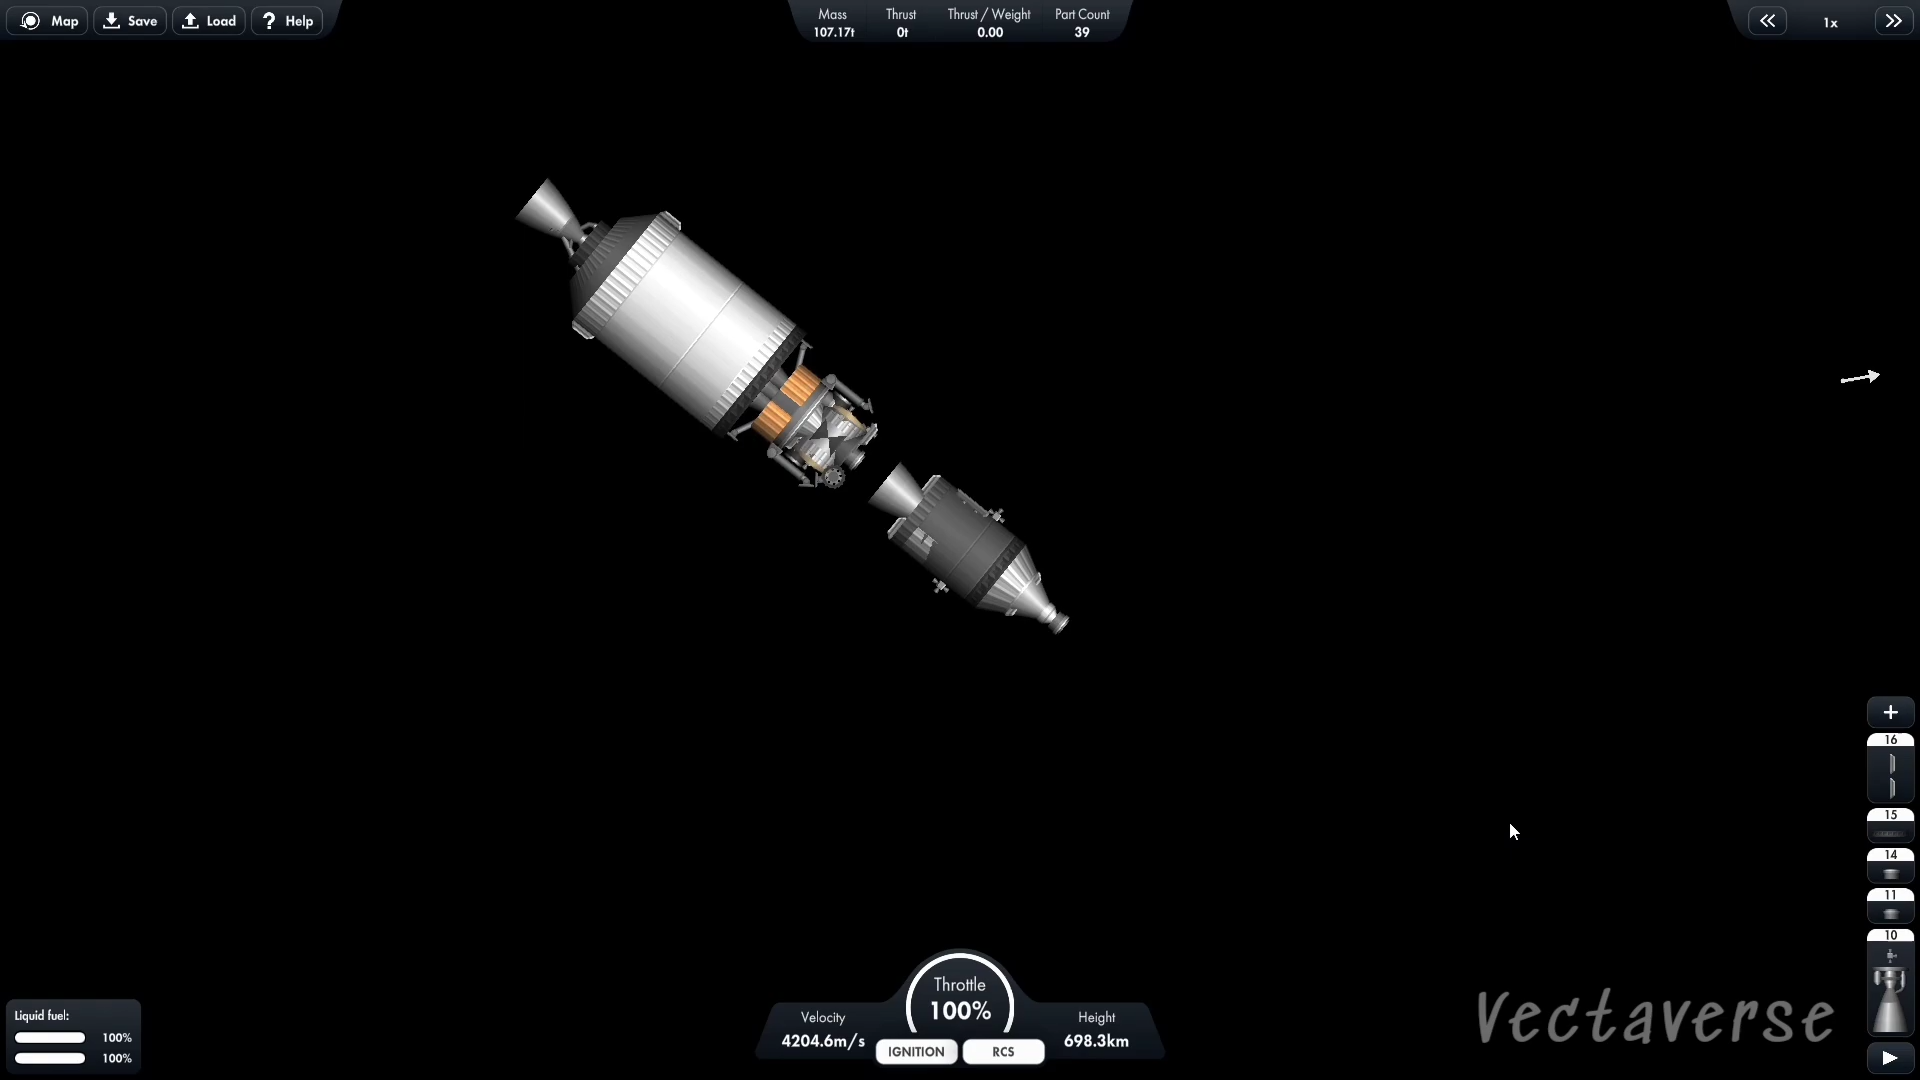 Map Save Load ? Help
Mass Thrust Thrust / Weight Part Count
107.17t 0t 0.00 39
1x
16
15
14
11
10
Liquid fuel:
100%
100%
Throttle
100%
Velocity
4204.6m/s
IGNITION RCS
Height
698.3km
Vectaverse